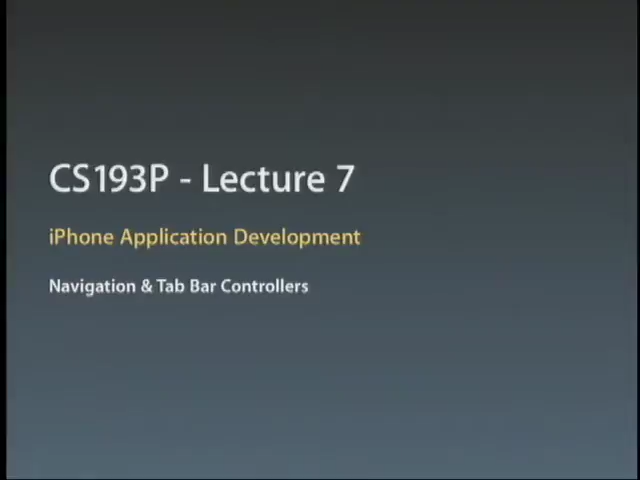 CS193P - Lecture 7
iPhone Application Development
Navigation & Tab Bar Controllers